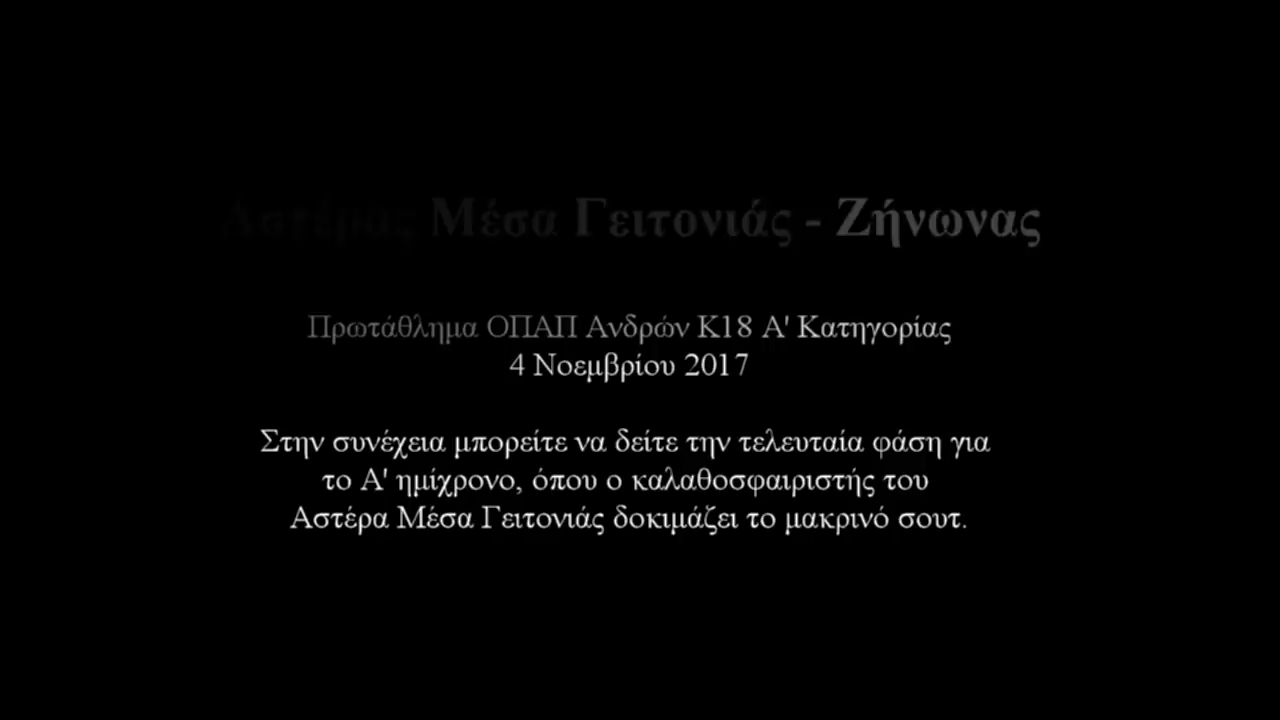 Αστέρας Μέσα Γειτονιάς - Ζήνωνας
Πρωτάθλημα ΟΠΑΠ Ανδρών Κ18 Α' Κατηγορίας
4 Νοεμβρίου 2017
Στην συνέχεια μπορείτε να δείτε την τελευταία φάση για
το Α' ημίχρονο, όπου ο καλαθοσφαιριστής του
Αστέρα Μέσα Γειτονιάς δοκιμάζει το μακρινό σουτ.